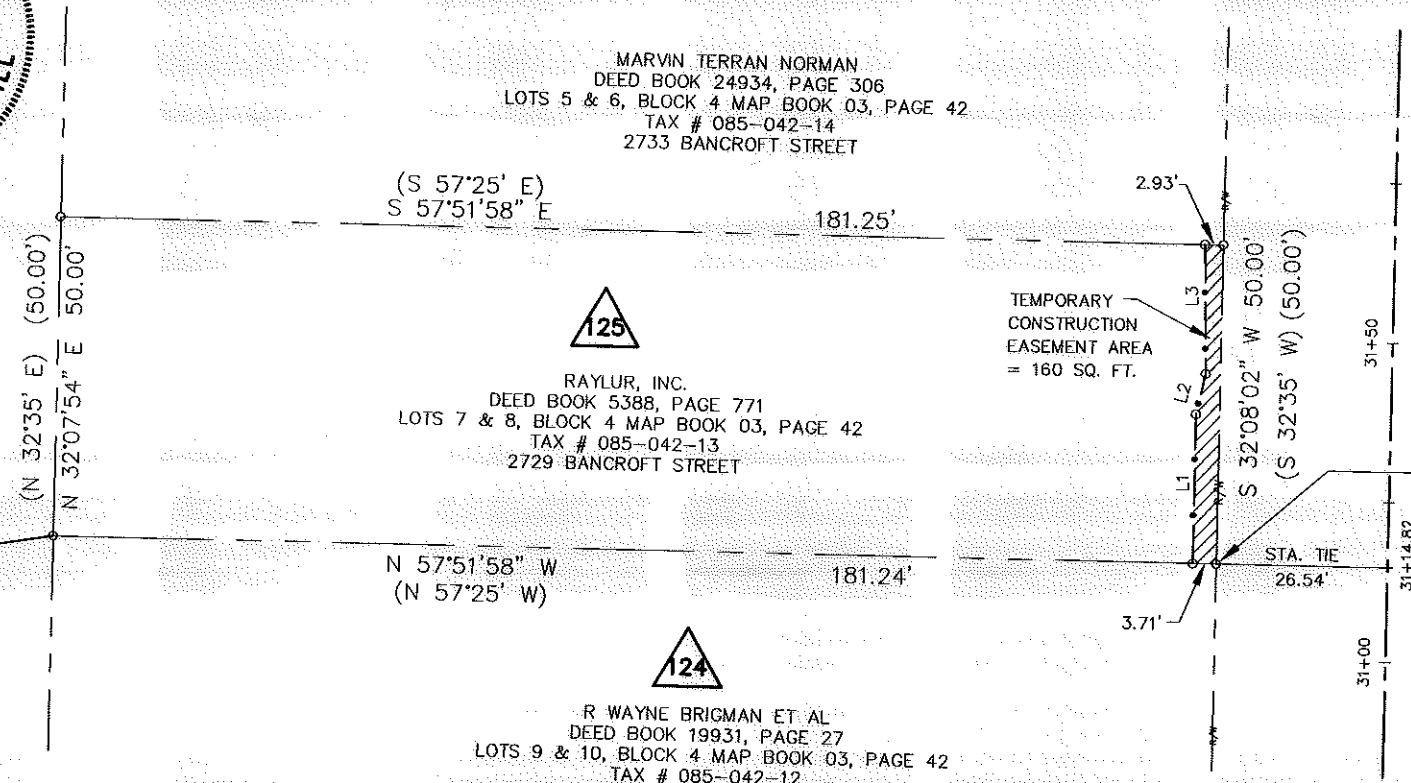 MARVIN TERRAN NORMAN
DEED BOOK 24934, PAGE 306
LOTS 5 & 6, BLOCK 4 MAP BOOK 03, PAGE 42
TAX # 085-042-14
2733 BANCROFT STREET
(S 57°25' E)
S 57°51'58" E
181.25'
2.93'
R/W
(N 32°35' E) (50.00')
N 32°07'54" E 50.00'
125
RAYLUR, INC.
DEED BOOK 5388, PAGE 771
LOTS 7 & 8, BLOCK 4 MAP BOOK 03, PAGE 42
TAX # 085-042-13
2729 BANCROFT STREET
TEMPORARY
CONSTRUCTION
EASEMENT AREA
= 160 SQ. FT.
L3
L2
L1
R/W
S 32°08'02" W 50.00'
(S 32°35' W) (50.00')
31+50
N 57°51'58" W
(N 57°25' W)
181.24'
STA. TIE
26.54'
31+14.82
3.71'
31+00
R/W
124
R WAYNE BRIGMAN ET AL
DEED BOOK 19931, PAGE 27
LOTS 9 & 10, BLOCK 4 MAP BOOK 03, PAGE 42
TAX # 085-042-12